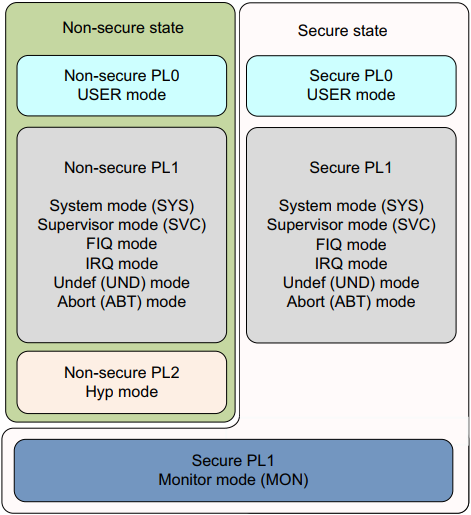 Non-secure state
Non-secure PL0
USER mode
Non-secure PL1
System mode (SYS)
Supervisor mode (SVC)
FIQ mode
IRQ mode
Undef (UND) mode
Abort (ABT) mode
Non-secure PL2
Hyp mode
Secure state
Secure PL0
USER mode
Secure PL1
System mode (SYS)
Supervisor mode (SVC)
FIQ mode
IRQ mode
Undef (UND) mode
Abort (ABT) mode
Secure PL1
Monitor mode (MON)